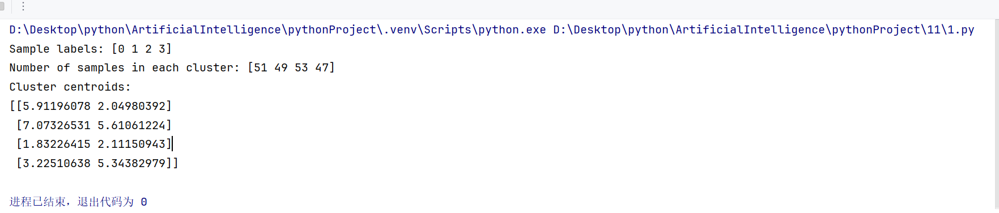 D:\Desktop\python\ArtificialIntelligence\pythonProject\.venv\Scripts\python.exe D:\Desktop\python\ArtificialIntelligence\pythonProject\11\1.py
Sample labels: [0 1 2 3]
Number of samples in each cluster: [51 49 53 47]
Cluster centroids:
[[5.91196078 2.04980392]
 [7.07326531 5.61061224]
 [1.83226415 2.11150943]
 [3.22510638 5.34382979]]
进程已结束，退出代码为 0